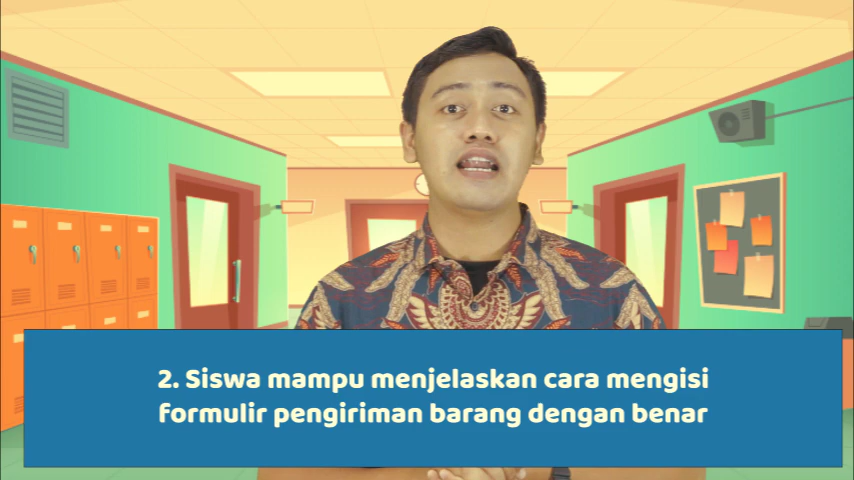 2. Siswa mampu menjelaskan cara mengisi
formulir pengiriman barang dengan benar